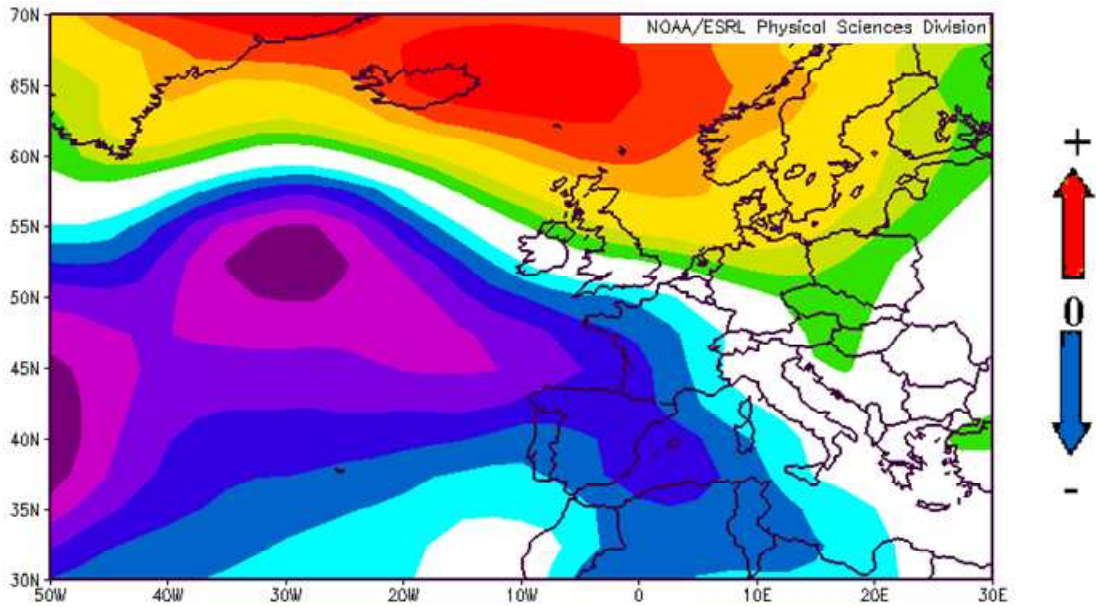 70N
NOAA/ESRL Physical Sciences Division
65N
60N
55N
50N
45N
40N
35N
30N
50W 40W 30W 20W 10W 0 10E 20E 30E
+
0
-